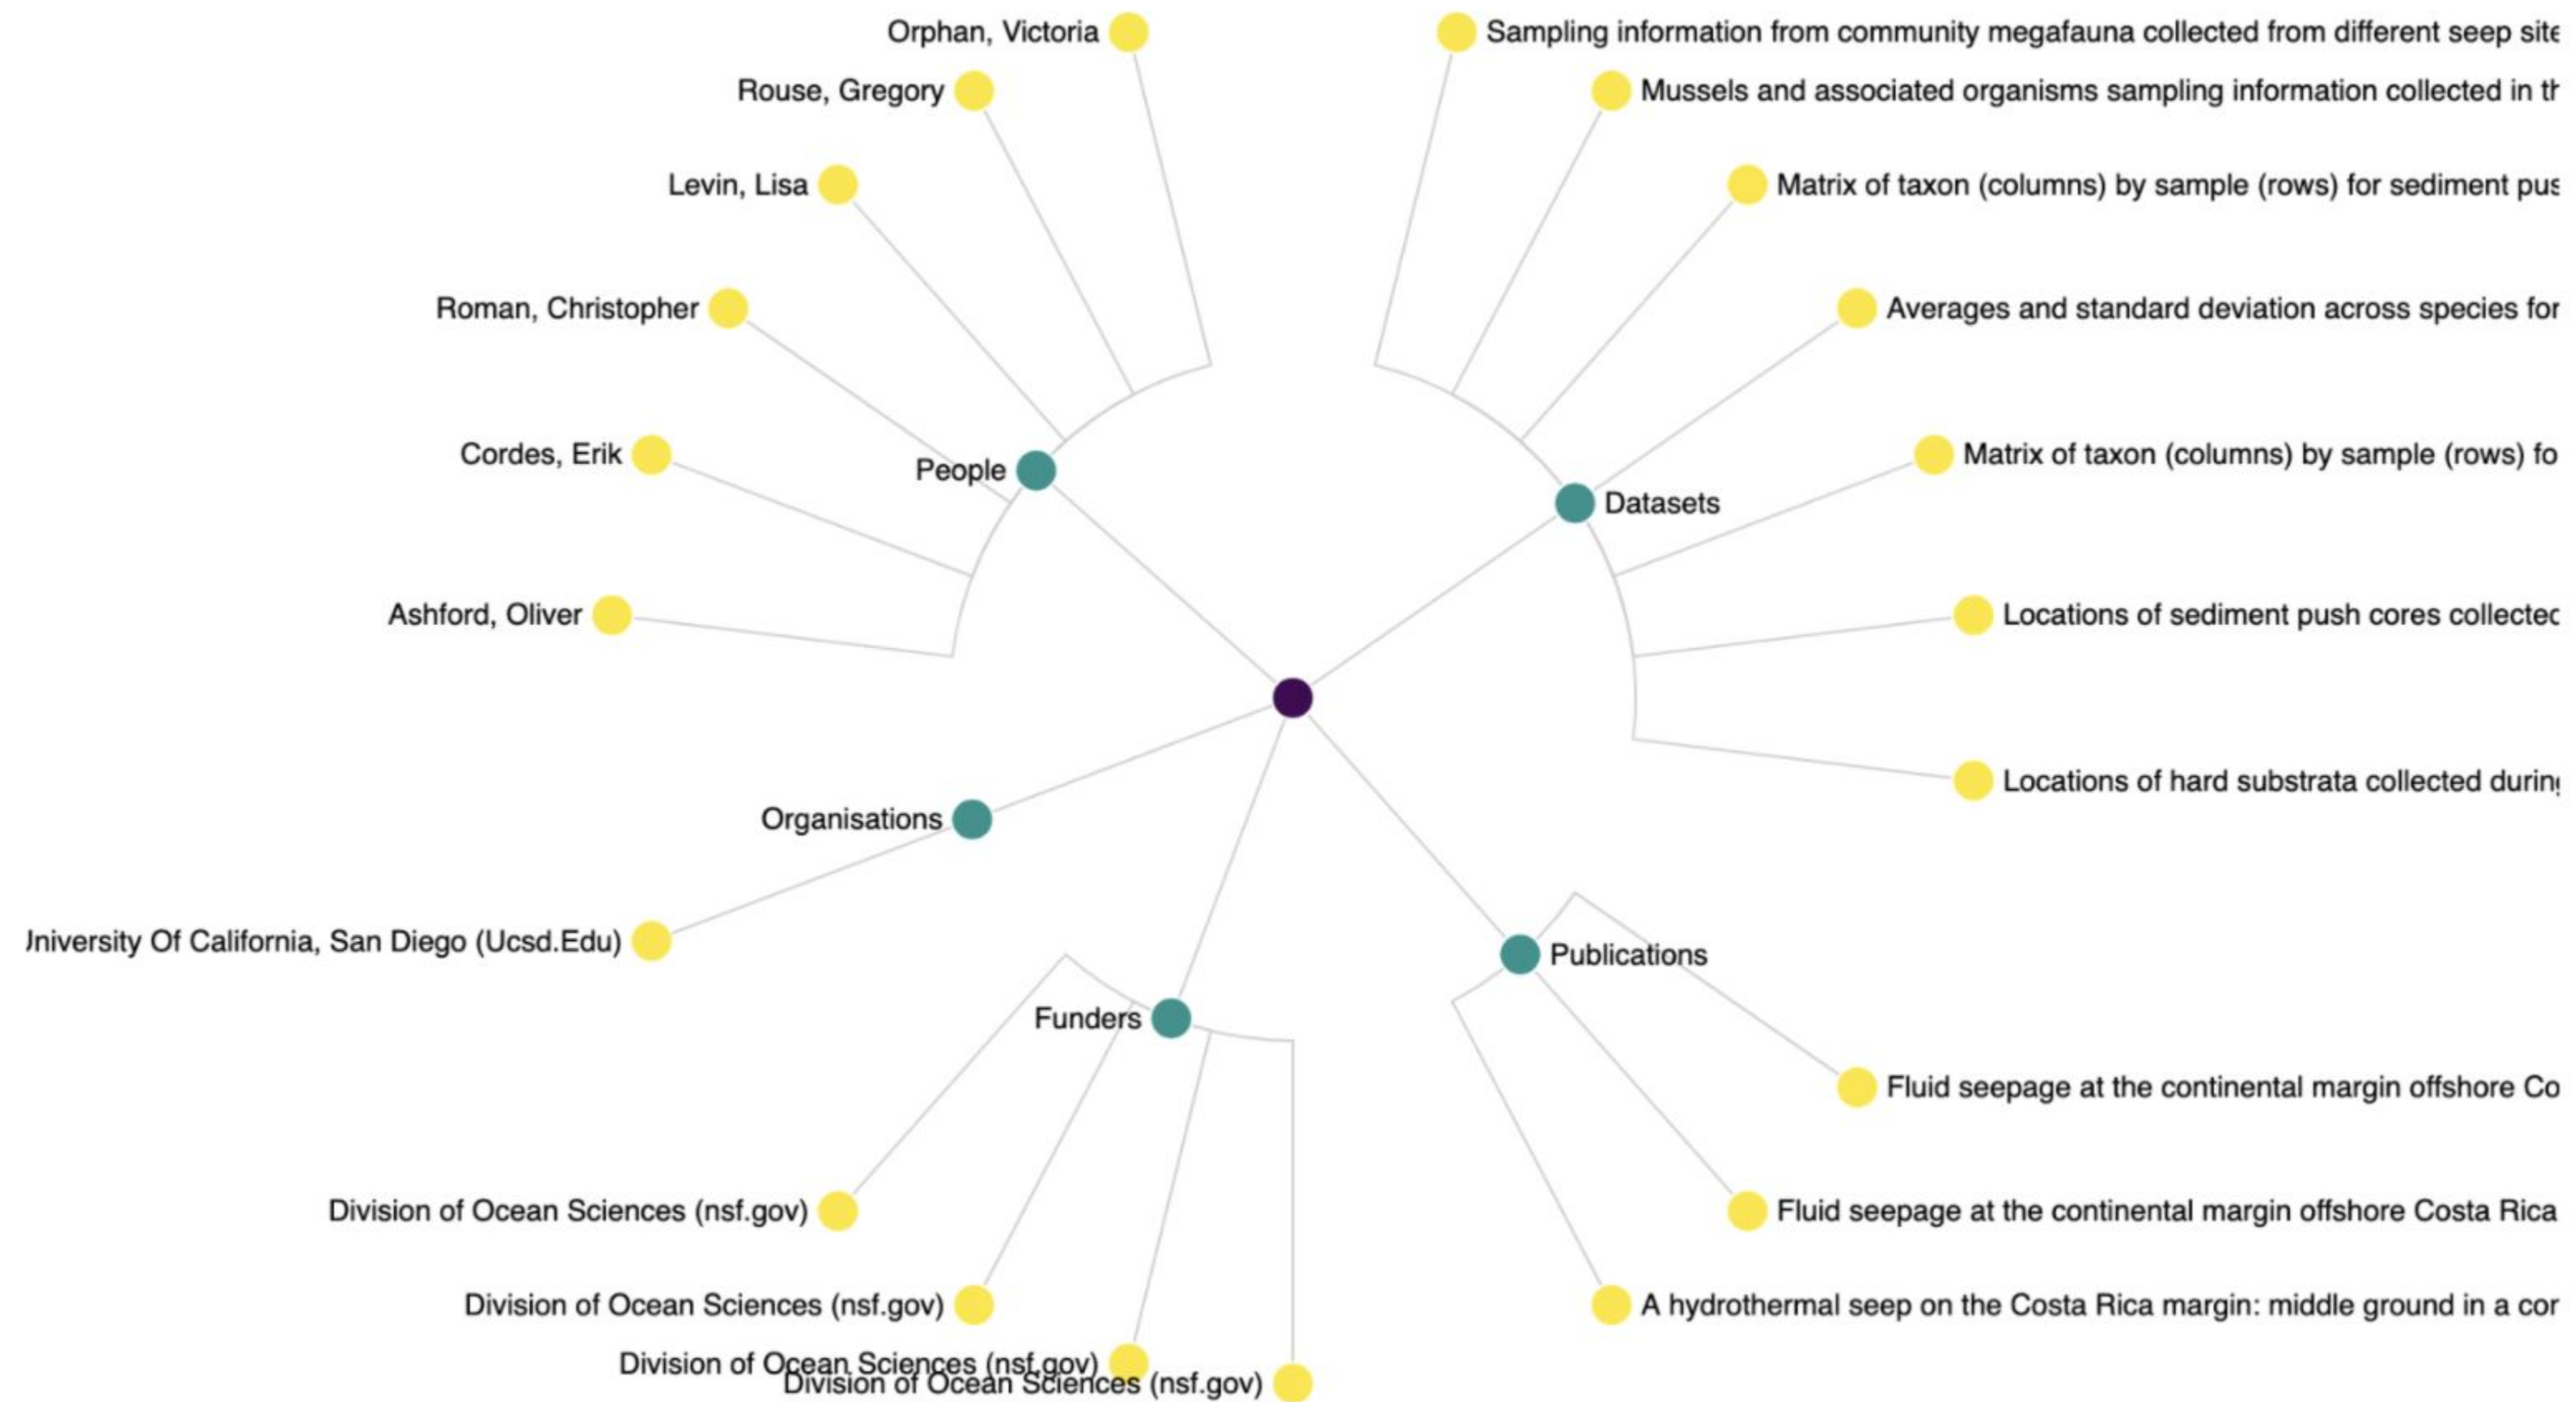 Orphan, Victoria
Sampling information from community megafauna collected from different seep site
Rouse, Gregory
Mussels and associated organisms sampling information collected in th
Levin, Lisa
Matrix of taxon (columns) by sample (rows) for sediment pus
Roman, Christopher
Averages and standard deviation across species for
Cordes, Erik
People
Matrix of taxon (columns) by sample (rows) fo
Datasets
Ashford, Oliver
Locations of sediment push cores collected
Locations of hard substrata collected during
Organisations
University Of California, San Diego (Ucsd.Edu)
Publications
Funders
Fluid seepage at the continental margin offshore Co
Division of Ocean Sciences (nsf.gov)
Fluid seepage at the continental margin offshore Costa Rica
Division of Ocean Sciences (nsf.gov)
A hydrothermal seep on the Costa Rica margin: middle ground in a cor
Division of Ocean Sciences (nsf.gov)
Division of Ocean Sciences (nsf.gov)